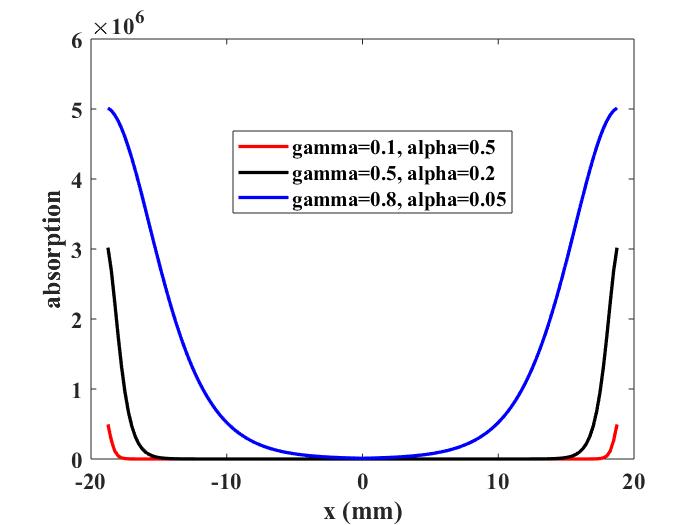 ×10^6
6
5
4
3
2
1
0
absorption
gamma=0.1, alpha=0.5
gamma=0.5, alpha=0.2
gamma=0.8, alpha=0.05
-20 -10 0 10 20
x (mm)